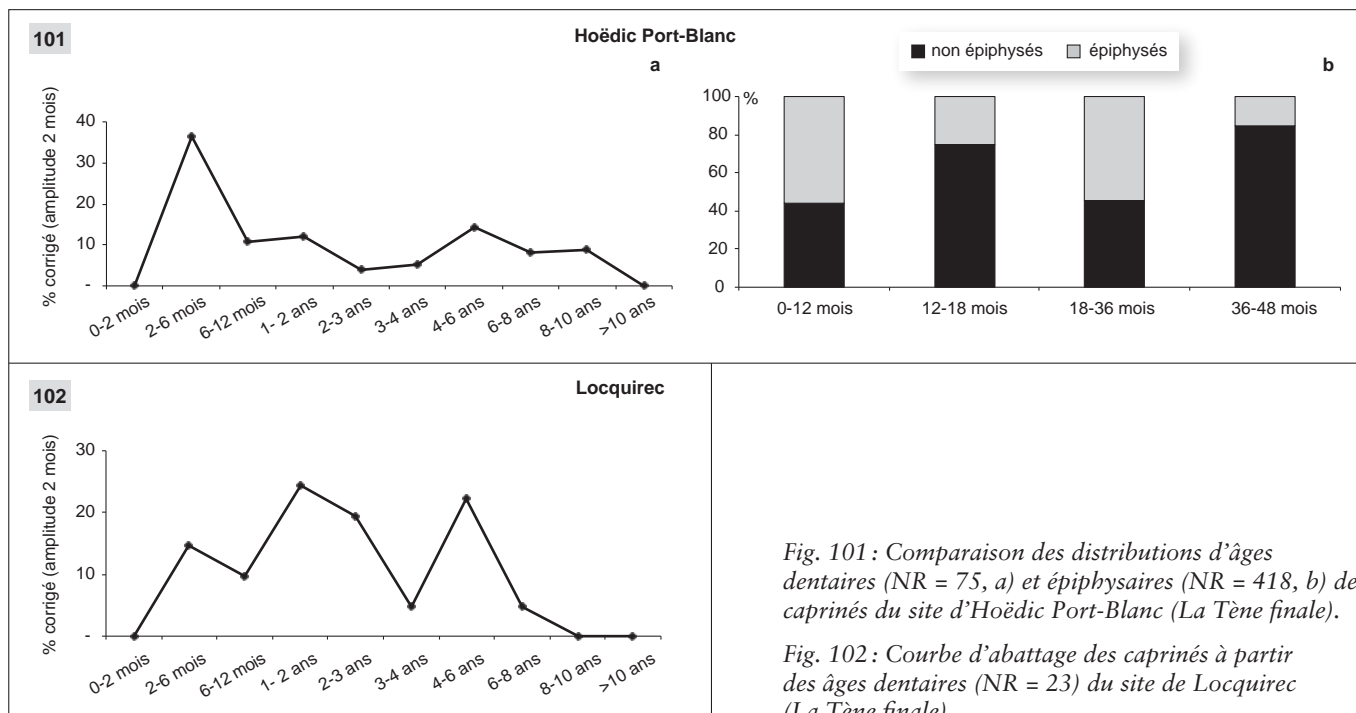 101
Hoëdic Port-Blanc
a
% corrigé (amplitude 2 mois)
40
30
20
10
-
0-2 mois
2-6 mois
6-12 mois
1- 2 ans
2-3 ans
3-4 ans
4-6 ans
6-8 ans
8-10 ans
>10 ans
non épiphysés
épiphysés
b
%
100
80
60
40
20
0
0-12 mois
12-18 mois
18-36 mois
36-48 mois
102
Locquirec
% corrigé (amplitude 2 mois)
30
20
10
-
0-2 mois
2-6 mois
6-12 mois
1- 2 ans
2-3 ans
3-4 ans
4-6 ans
6-8 ans
8-10 ans
>10 ans
Fig. 101 : Comparaison des distributions d’âges
dentaires (NR = 75, a) et épiphysaires (NR = 418, b) de
caprinés du site d’Hoëdic Port-Blanc (La Tène finale).
Fig. 102 : Courbe d’abattage des caprinés à partir
des âges dentaires (NR = 23) du site de Locquirec
(La Tène finale)